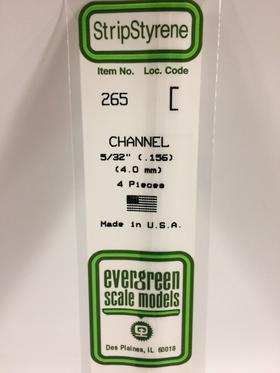 StripStyrene
Item No. Loc. Code
265 [
CHANNEL
5/32" (.156)
(4.0 mm)
4 Pieces
Made in U.S.A.
evergreen
scale models
Des Plaines, IL 60018